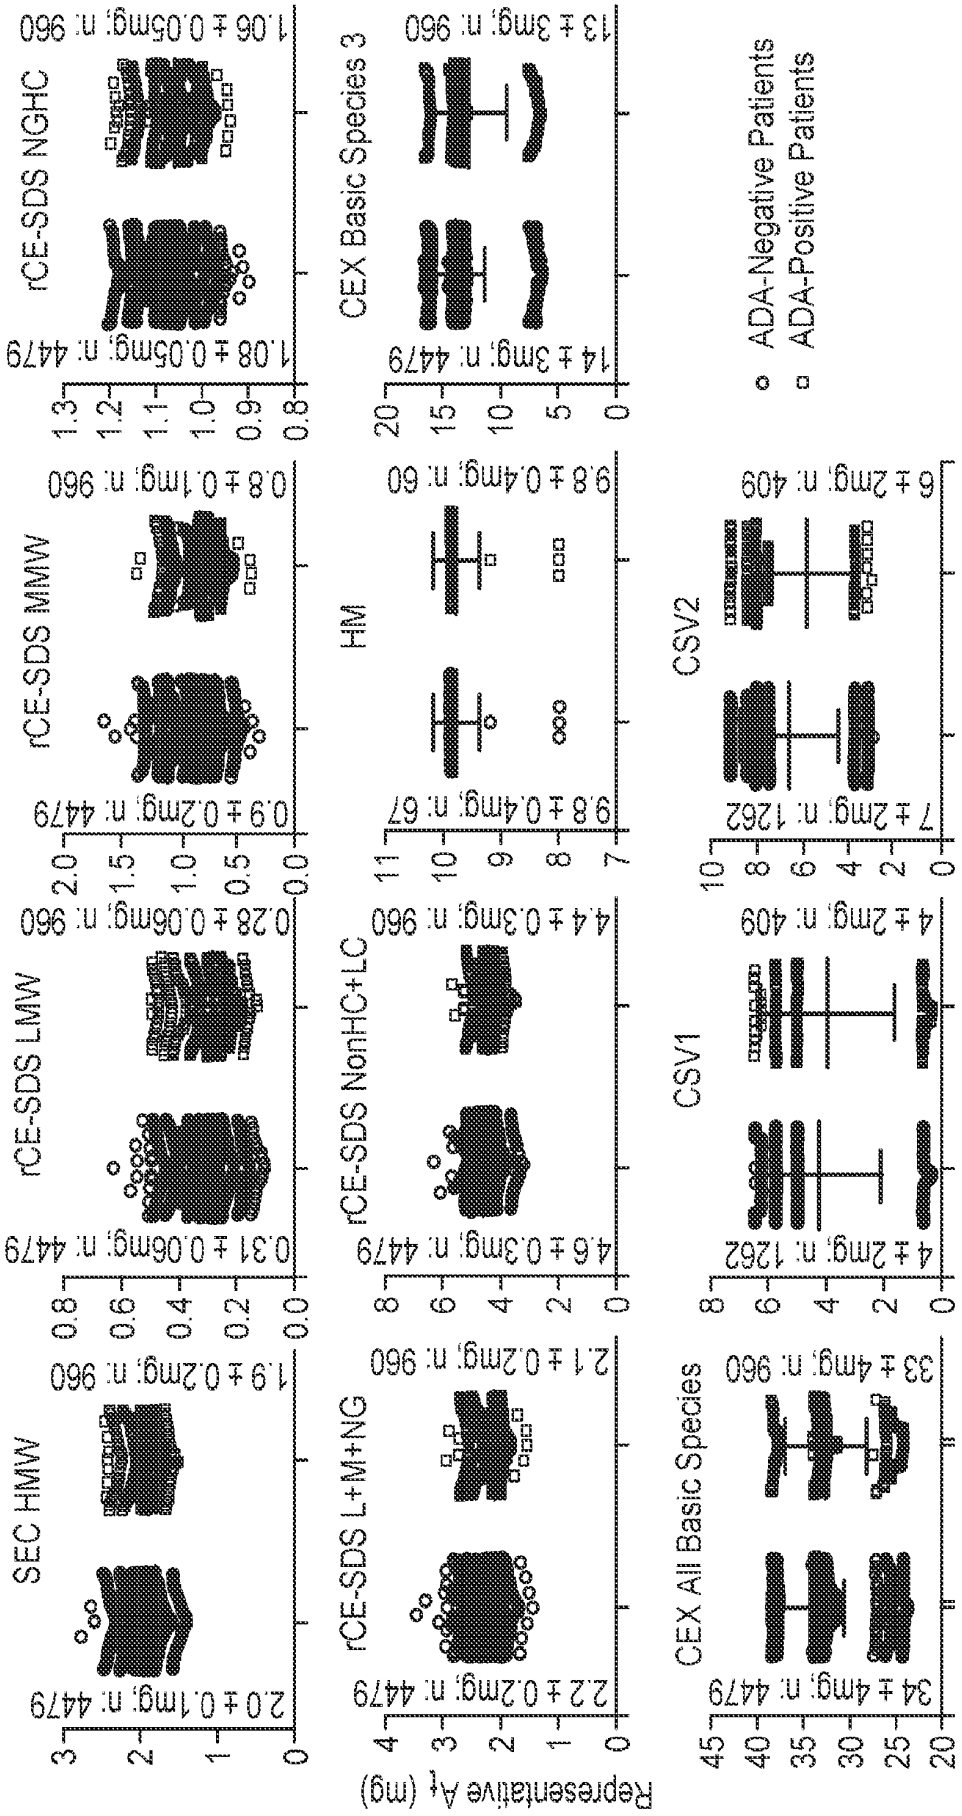 SEC HMW
3
2
1
0
2.0 ± 0.1mg; n: 4479
1.9 ± 0.2mg; n: 960
rCE-SDS LMW
0.8
0.6
0.4
0.2
0.0
0.31 ± 0.06mg; n: 4479
0.28 ± 0.06mg; n: 960
rCE-SDS MMW
2.0
1.5
1.0
0.5
0.0
0.9 ± 0.2mg; n: 4479
0.8 ± 0.1mg; n: 960
rCE-SDS NGHC
1.3
1.2
1.1
1.0
0.9
0.8
1.08 ± 0.05mg; n: 4479
1.06 ± 0.05mg; n: 960
Representative At (mg)
rCE-SDS L+M+NG
4
3
2
1
0
2.2 ± 0.2mg; n: 4479
2.1 ± 0.2mg; n: 960
rCE-SDS NonHC+LC
8
6
4
2
0
4.6 ± 0.3mg; n: 4479
4.4 ± 0.3mg; n: 960
HM
11
10
9
8
7
9.8 ± 0.4mg; n: 67
9.8 ± 0.4mg; n: 60
CEX Basic Species 3
20
15
10
5
0
14 ± 3mg; n: 4479
13 ± 3mg; n: 960
CEX All Basic Species
45
40
35
30
25
34 ± 4mg; n: 4479
33 ± 4mg; n: 960
CSV1
8
6
4
2
0
4 ± 2mg; n: 1262
4 ± 2mg; n: 409
CSV2
10
8
6
4
2
0
7 ± 2mg; n: 1262
6 ± 2mg; n: 409
ADA-Negative Patients
ADA-Positive Patients